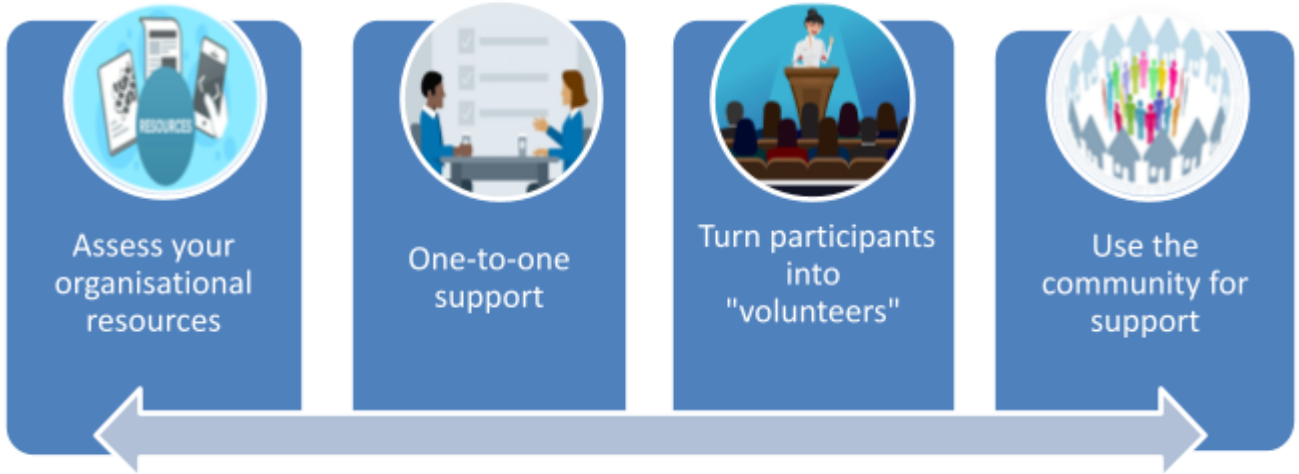 RESOURCES
Assess your
organisational
resources
One-to-one
support
Turn participants
into
"volunteers"
Use the
community for
support